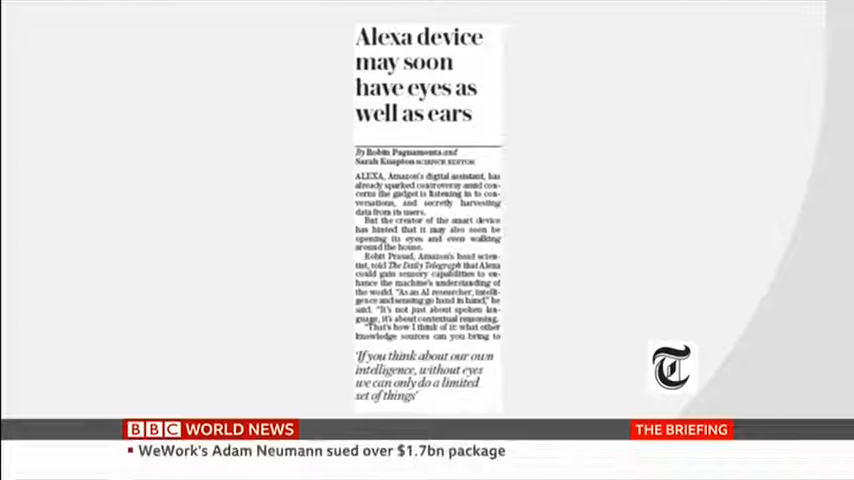 Alexa device
may soon
have eyes as
well as ears
By Robin Pagnamenta and
Sarah Knapton SCIENCE EDITOR
ALEXA, Amazon's digital assistant, has
already sparked controversy amid con-
cerns the gadget is listening in to con-
versations, and secretly harvesting
data from its users.
But the creator of the smart device
has hinted that it may also soon be
opening its eyes and even walking
around the house.
Rohit Prasad, Amazon's head scien-
tist, told The Daily Telegraph that Alexa
could gain sensory capabilities to en-
hance the machine's understanding of
the world. "As an AI researcher, intelli-
gence and sensing go hand in hand," he
said. "It's not just about spoken lan-
guage, it's about contextual reasoning.
"That's how I think of it: what other
knowledge sources can you bring to
'If you think about our own
intelligence, without eyes
we can only do a limited
set of things'
T
BBC WORLD NEWS
THE BRIEFING
▪ WeWork's Adam Neumann sued over $1.7bn package